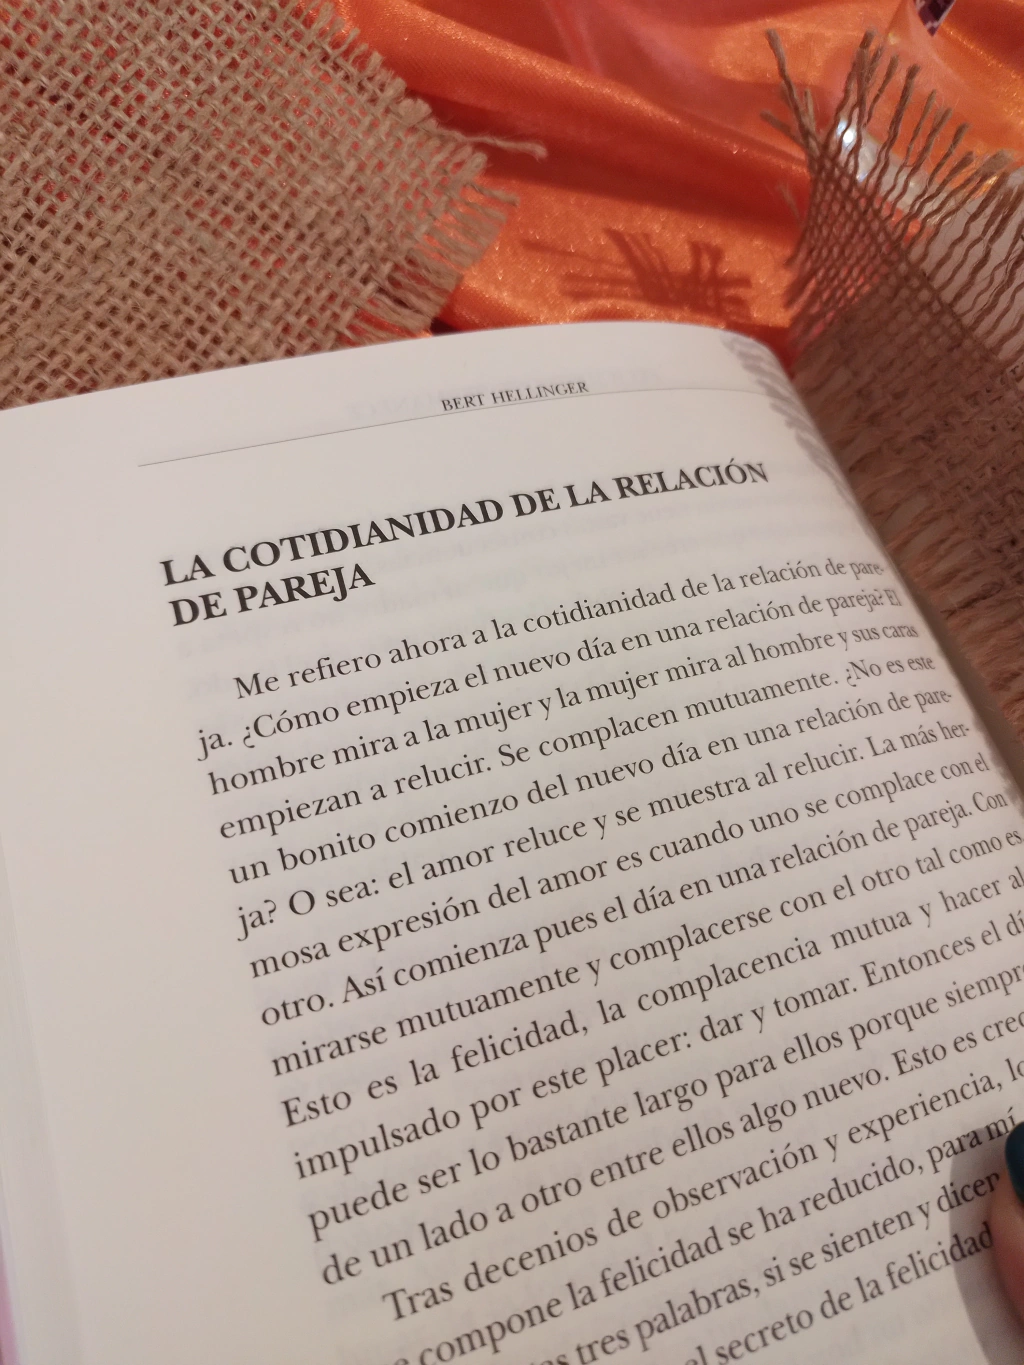 BERT HELLINGER
LA COTIDIANIDAD DE LA RELACIÓN
DE PAREJA
Me refiero ahora a la cotidianidad de la relación de pare-
ja. ¿Cómo empieza el nuevo día en una relación de pareja? El
hombre mira a la mujer y la mujer mira al hombre y sus caras
empiezan a relucir. Se complacen mutuamente. ¿No es este
un bonito comienzo del nuevo día en una relación de pare-
ja? O sea: el amor reluce y se muestra al relucir. La más her-
mosa expresión del amor es cuando uno se complace con el
otro. Así comienza pues el día en una relación de pareja. Con
mirarse mutuamente y complacerse con el otro tal como es.
Esto es la felicidad, la complacencia mutua y hacer al
impulsado por este placer: dar y tomar. Entonces el dí
puede ser lo bastante largo para ellos porque siempre
de un lado a otro entre ellos algo nuevo. Esto es crec
Tras decenios de observación y experiencia, lo
compone la felicidad se ha reducido, para mí
tres palabras, si se sienten y dicen
el secreto de la felicidad